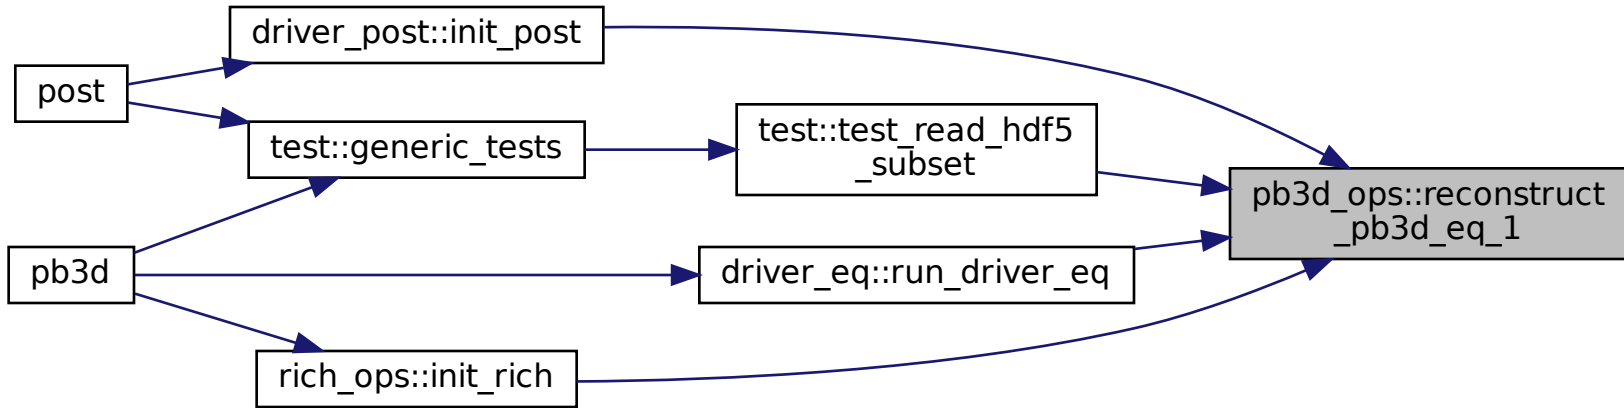 driver_post::init_post
post
test::generic_tests
test::test_read_hdf5
_subset
pb3d_ops::reconstruct
_pb3d_eq_1
pb3d
driver_eq::run_driver_eq
rich_ops::init_rich